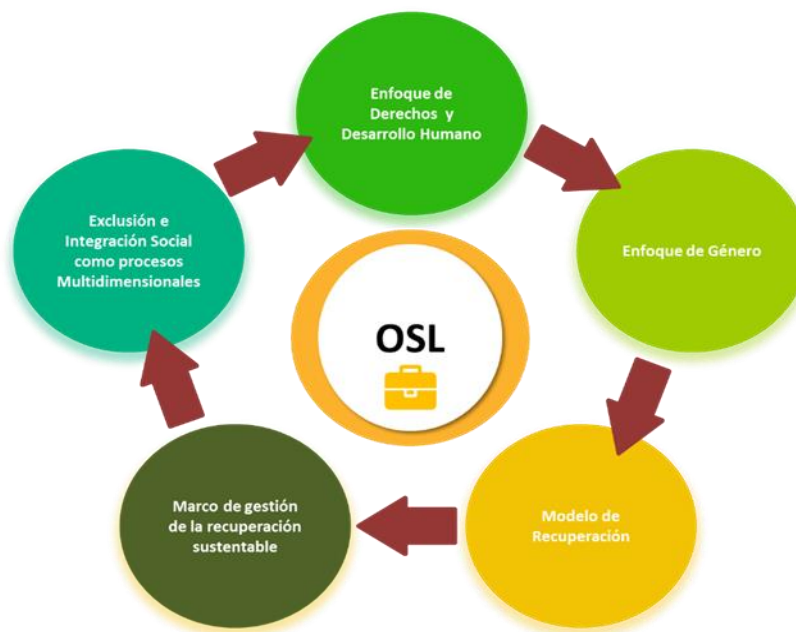 Enfoque de
Derechos y
Desarrollo Humano
Enfoque de Género
Modelo de
Recuperación
Marco de gestión
de la recuperación
sustentable
Exclusión e
Integración Social
como procesos
Multidimensionales
OSL